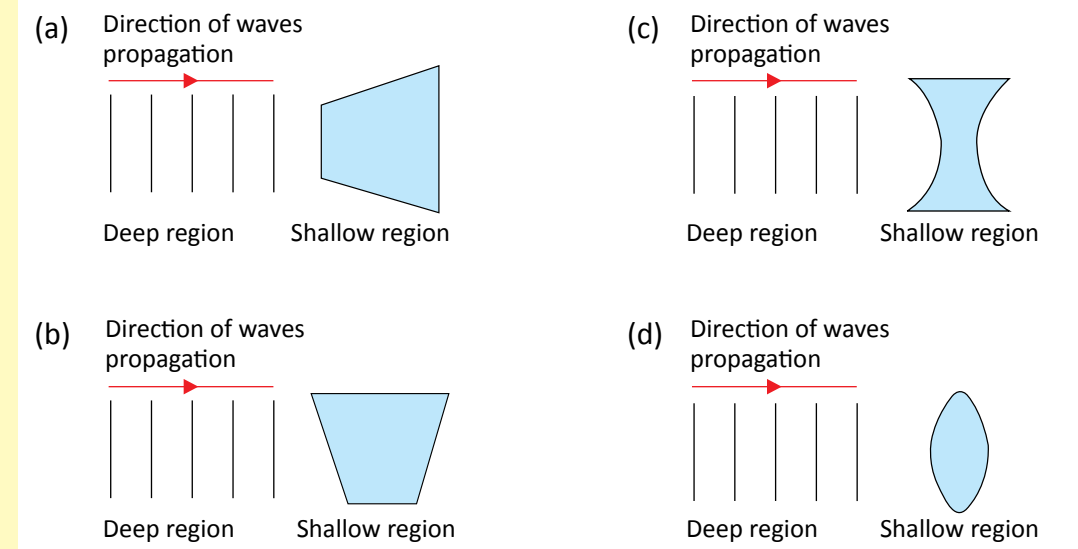 (a)
Direction of waves
propagation
Deep region
Shallow region
(b)
Direction of waves
propagation
Deep region
Shallow region
(c)
Direction of waves
propagation
Deep region
Shallow region
(d)
Direction of waves
propagation
Deep region
Shallow region